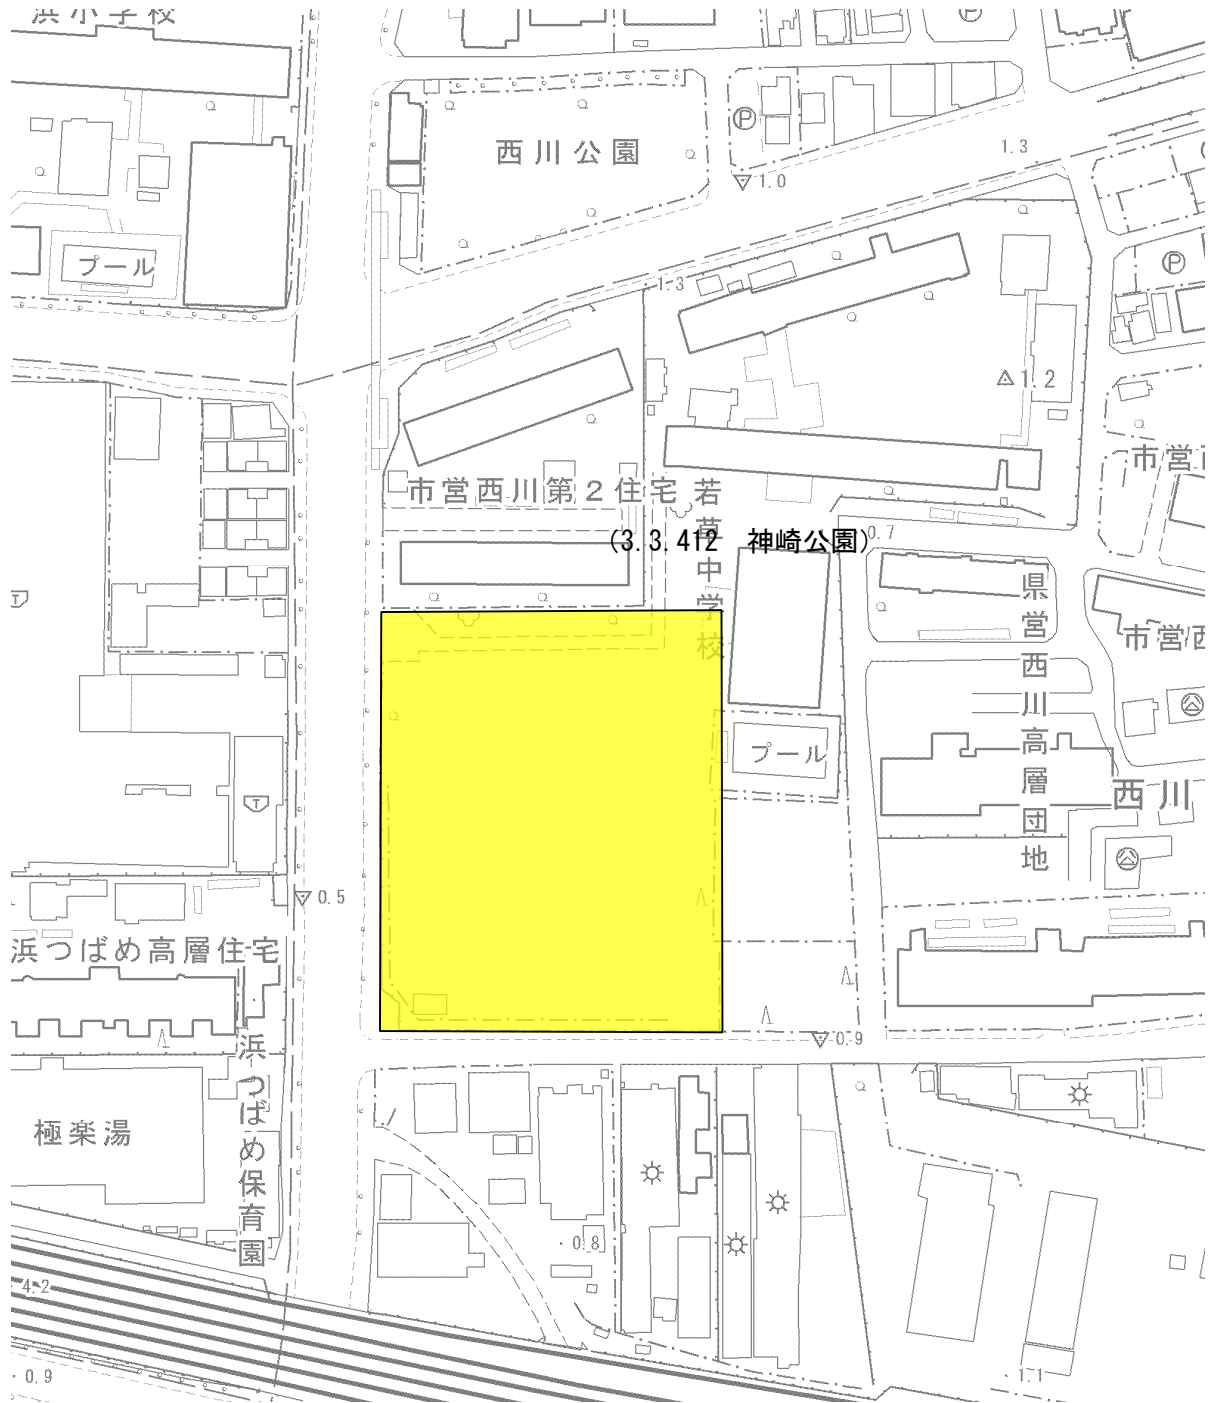 浜小学校
P
西川公園
P
1.3
1.0
P
プール
1.3
1.2
市営
市営西川第2住宅
若草中学校
(3.3.412 神崎公園)
0.7
T
県営西川高層団地
市営西
プール
西川
T
0.5
浜つばめ高層住宅
0.9
浜つばめ保育園
極楽湯
0.8
4.2
1.1
0.9